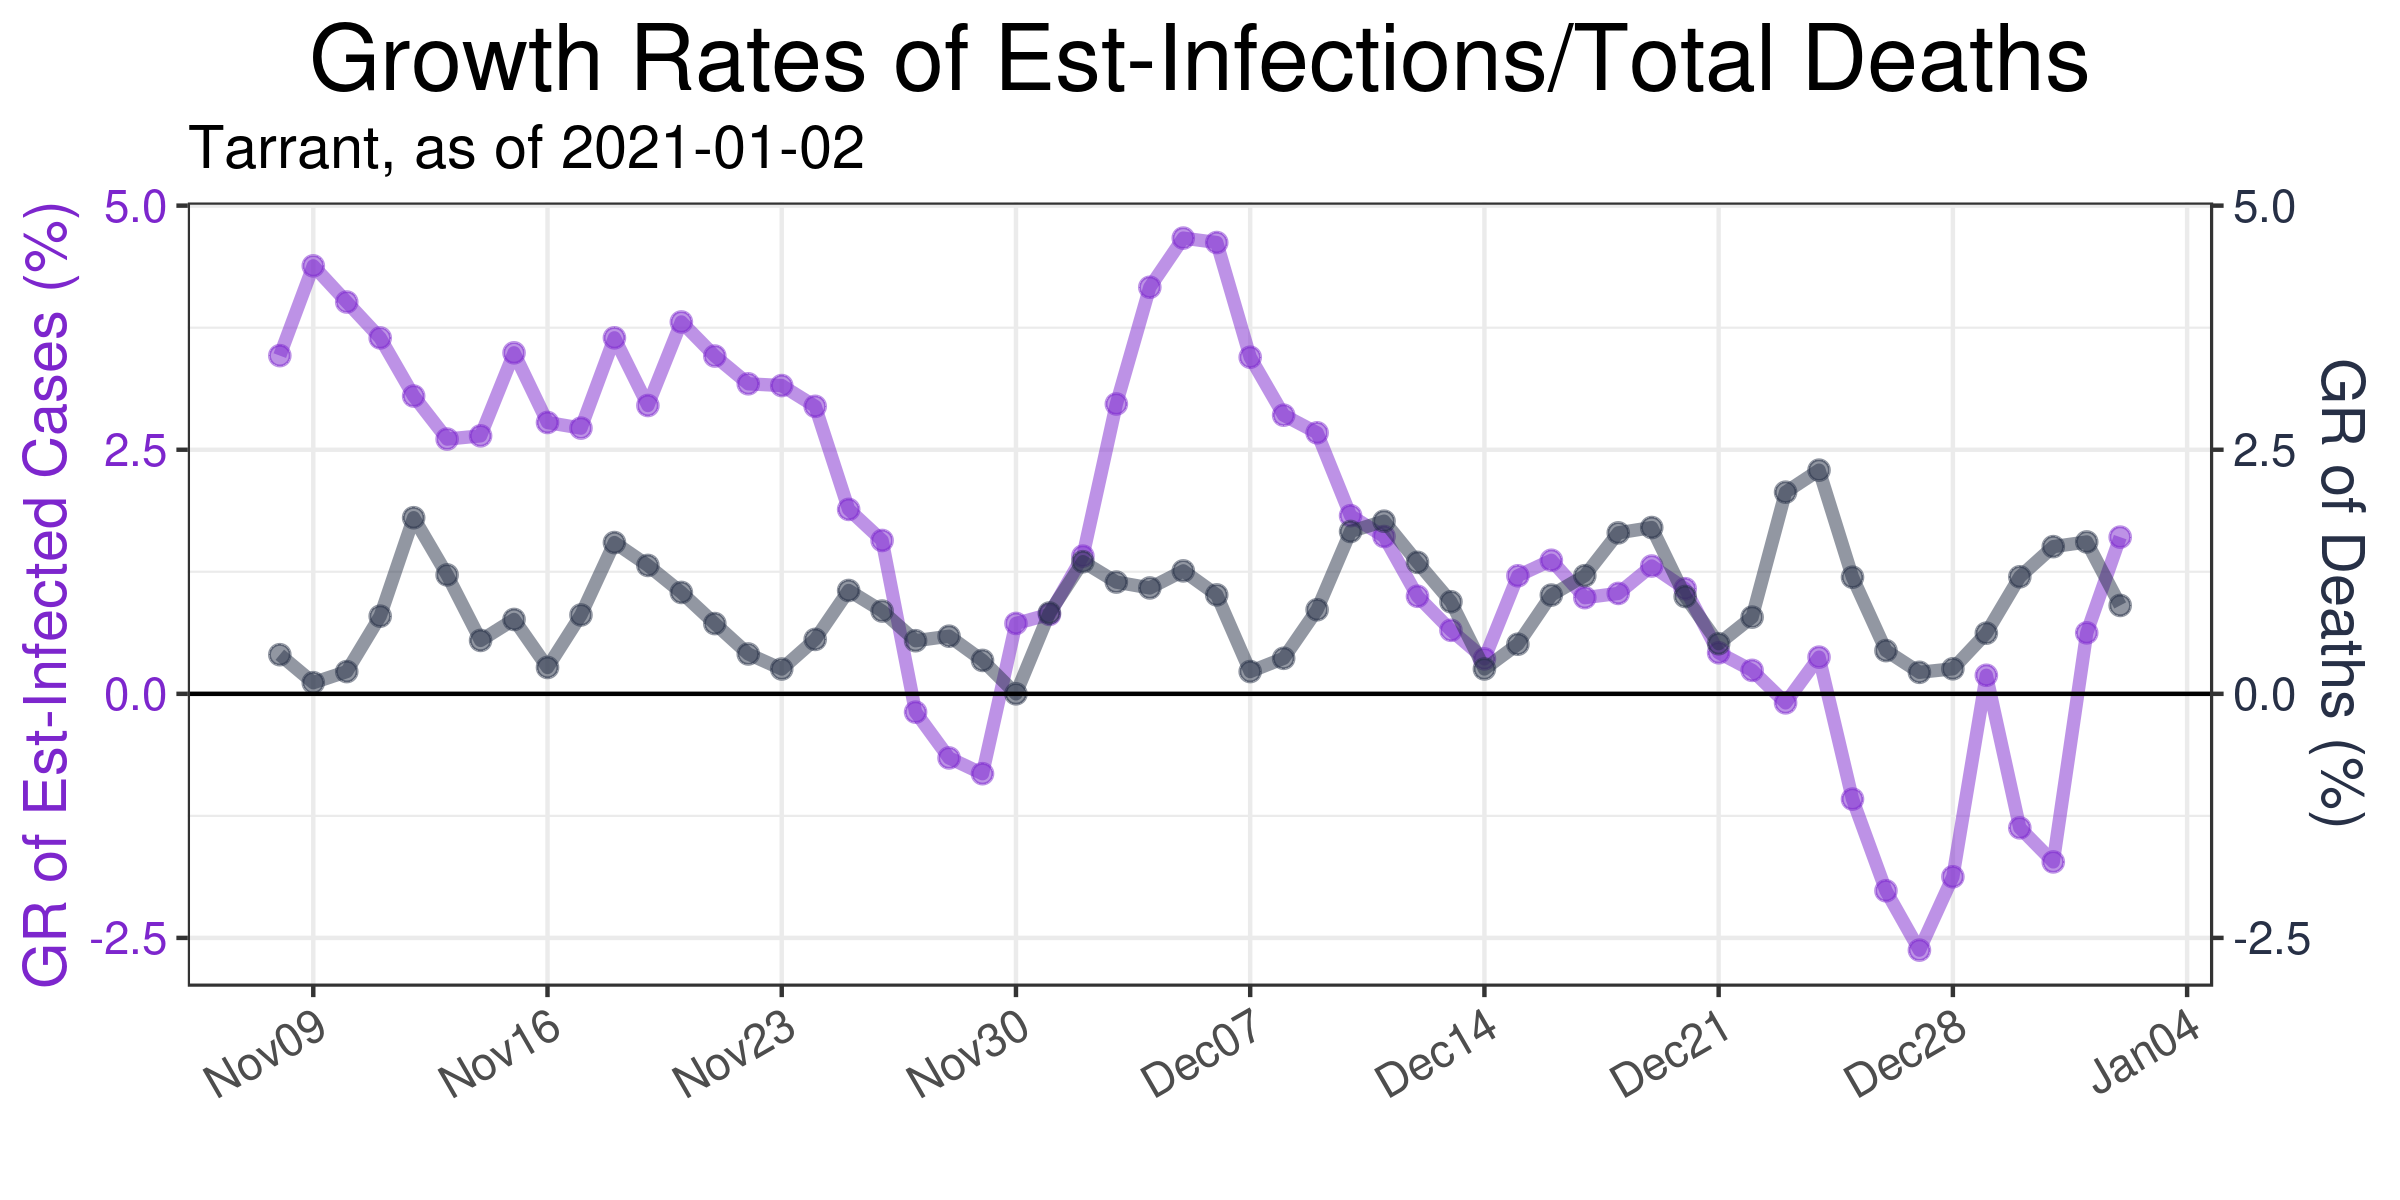 Growth Rates of Est-Infections/Total Deaths
Tarrant, as of 2021-01-02
GR of Est-Infected Cases (%)
5.0
2.5
0.0
-2.5
5.0
2.5
0.0
-2.5
GR of Deaths (%)
Nov09
Nov16
Nov23
Nov30
Dec07
Dec14
Dec21
Dec28
Jan04